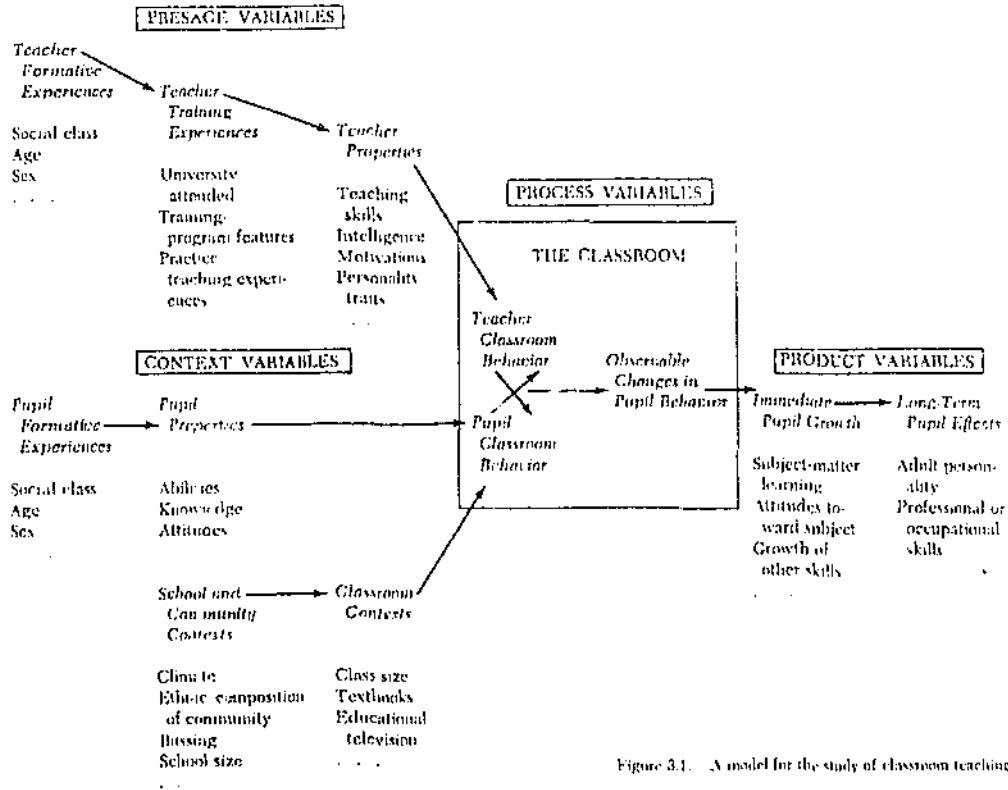 PRESAGE VARIABLES
Teacher
Formative
Experiences
Social class
Age
Sex
. . .
Teacher
Training
Experiences
University
attended
Training-
program features
Practice
teaching experi-
ences
Teacher
Properties
Teaching
skills
Intelligence
Motivations
Personality
traits
. .
PROCESS VARIABLES
THE CLASSROOM
Teacher
Classroom
Behavior
Pupil
Classroom
Behavior
Observable
Changes in
Pupil Behavior
CONTEXT VARIABLES
Pupil
Formative
Experiences
Social class
Age
Sex
.
Pupil
Properties
Abilities
Knowledge
Attitudes
School and
Community
Contexts
Climate
Ethnic composition
of community
Bussing
School size
. .
Classroom
Contexts
Class size
Textbooks
Educational
television
. . .
PRODUCT VARIABLES
Immediate
Pupil Growth
Subject-matter
learning
Attitudes to-
ward subject
Growth of
other skills
. . .
Long-Term
Pupil Effects
Adult person-
ality
Professional or
occupational
skills
.
Figure 3.1. A model for the study of classroom teaching